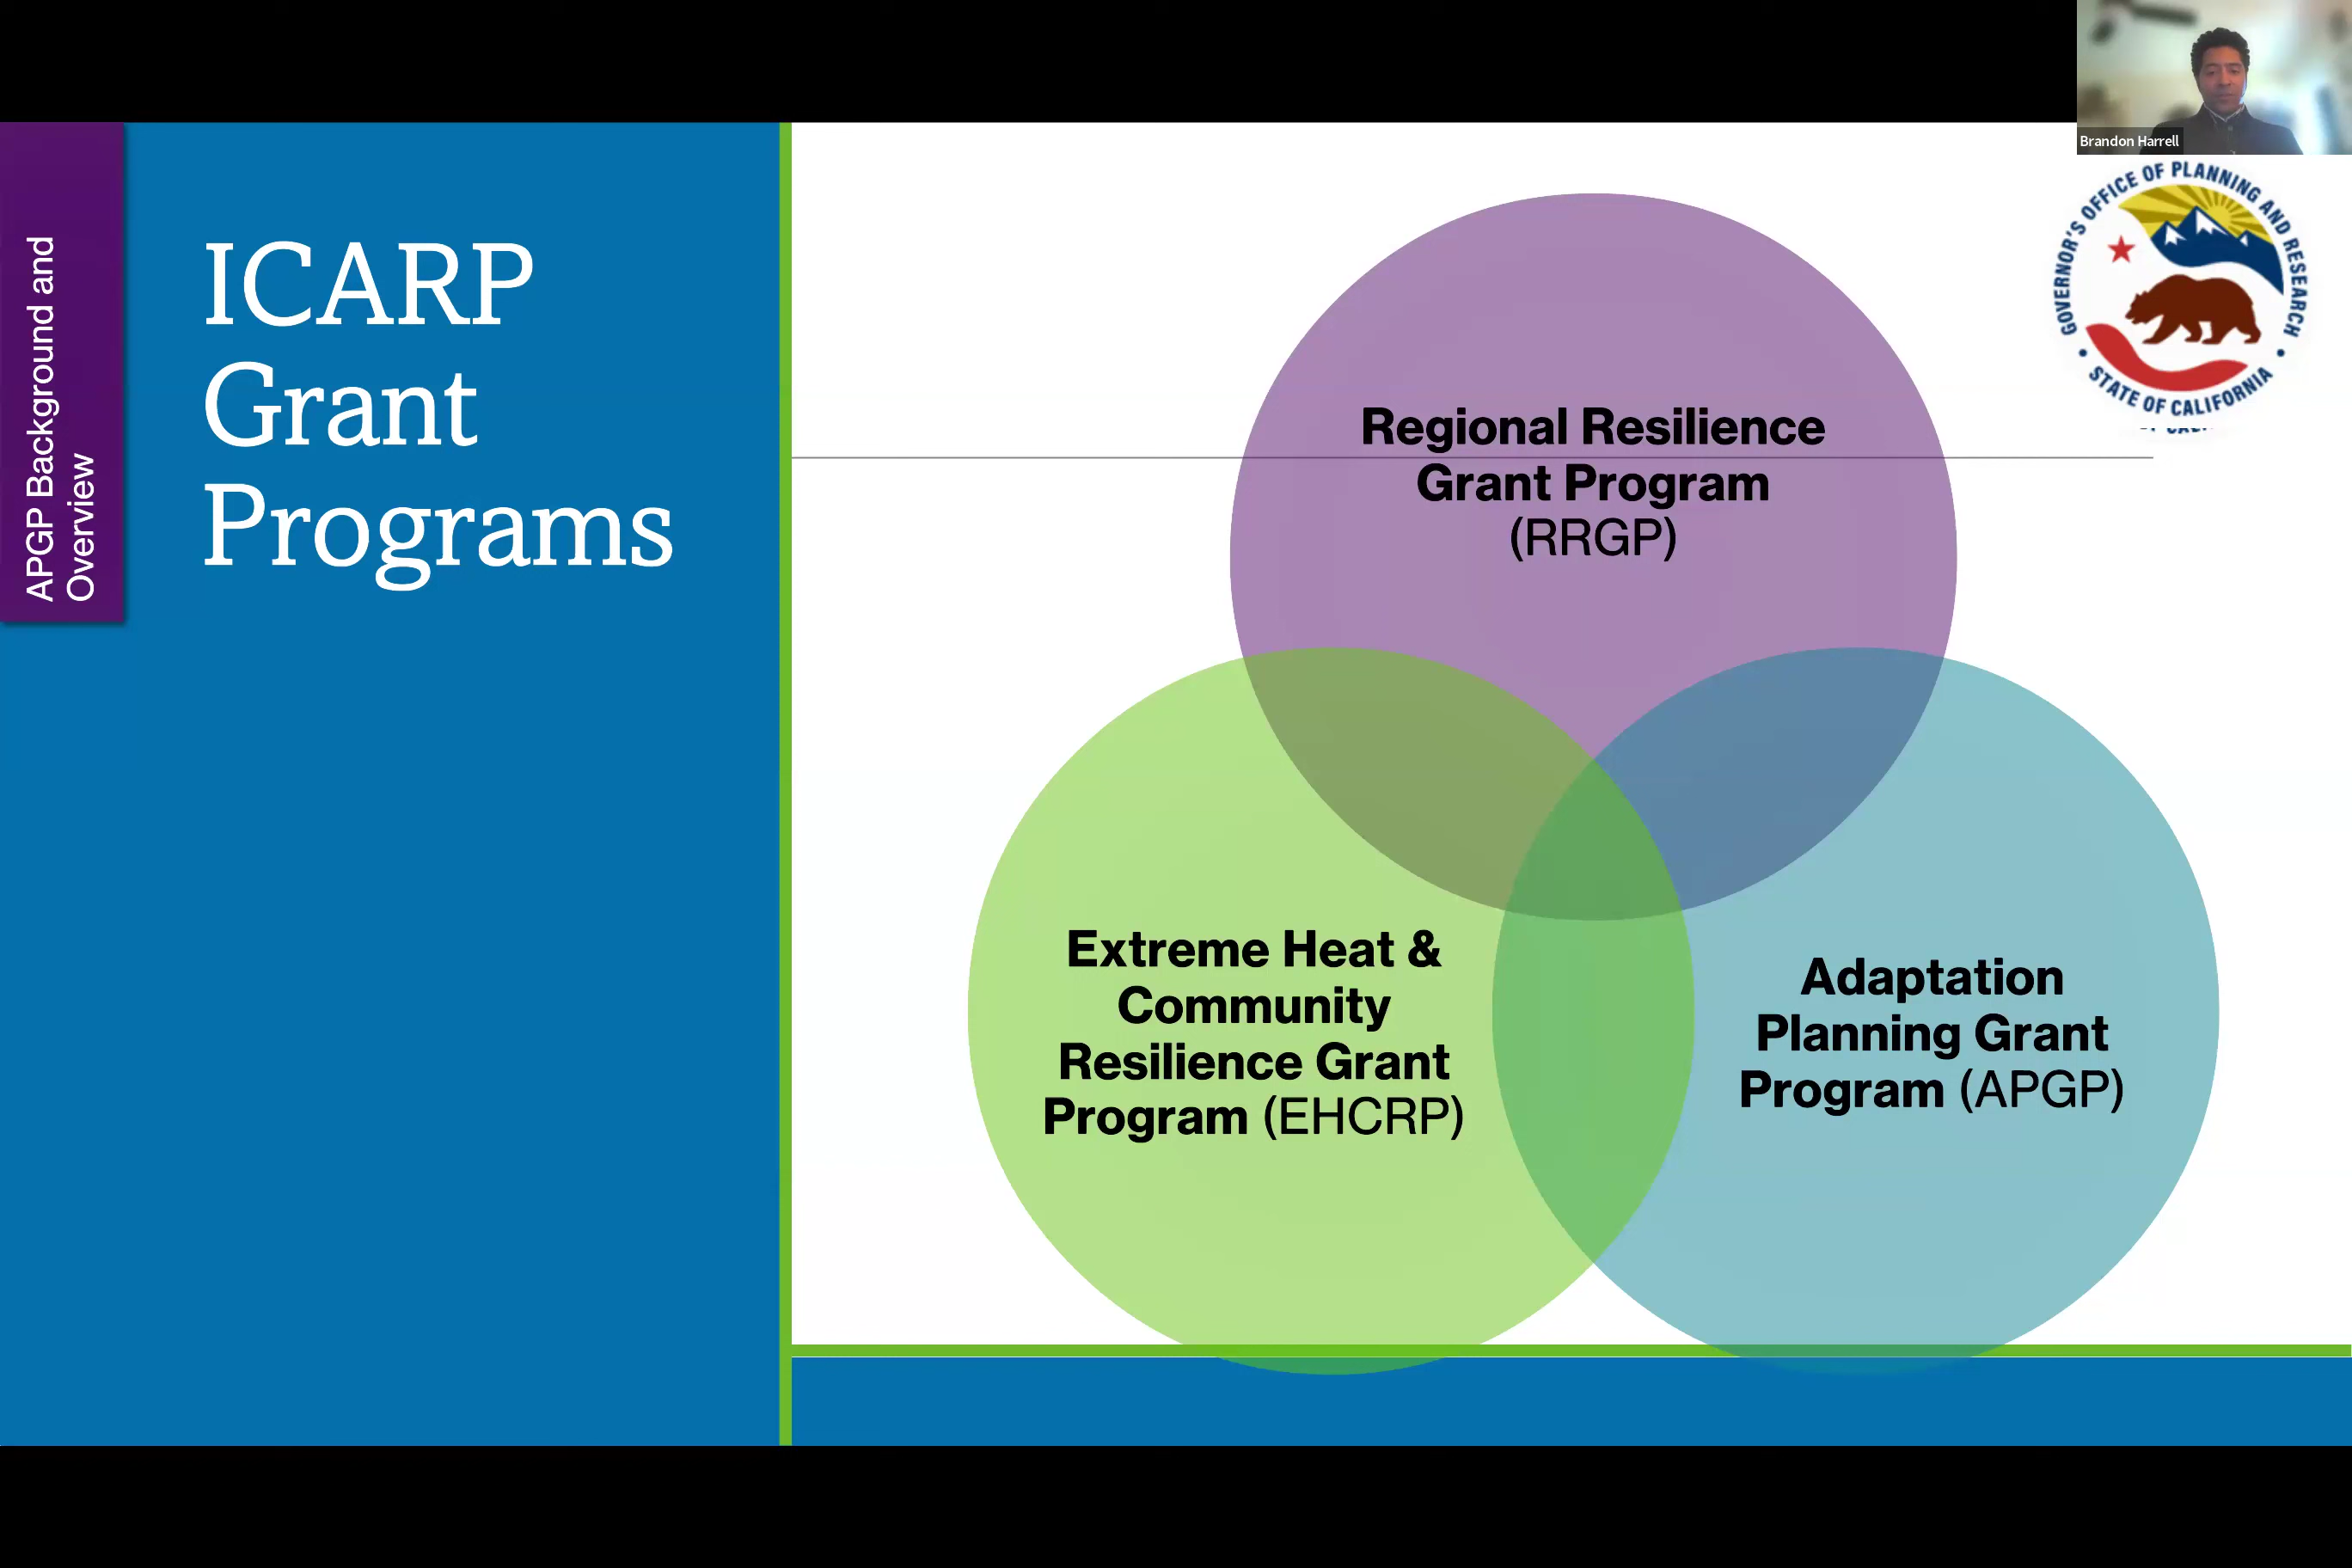 Brandon Harrell
GOVERNOR'S OFFICE OF PLANNING AND RESEARCH
• STATE OF CALIFORNIA •
APGP Background and
Overview
ICARP
Grant
Programs
Regional Resilience
Grant Program
(RRGP)
Extreme Heat &
Community
Resilience Grant
Program (EHCRP)
Adaptation
Planning Grant
Program (APGP)